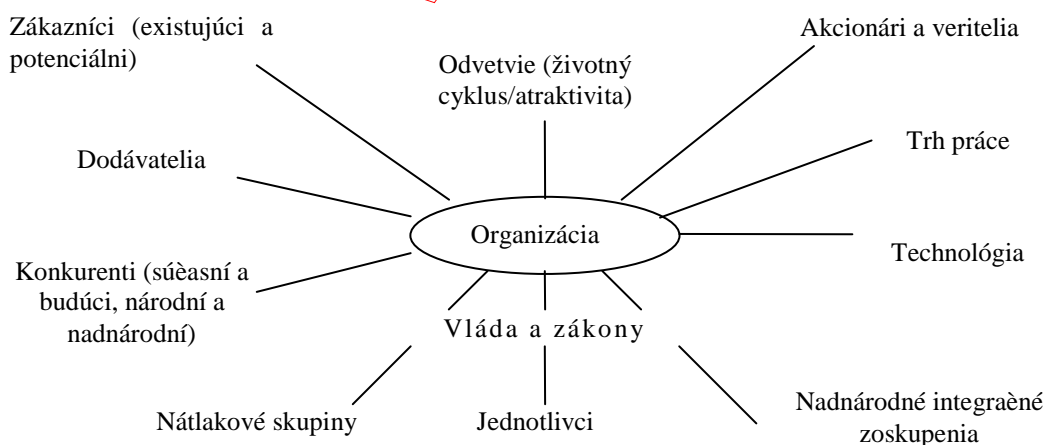 Zákazníci (existujúci a
potenciálni)
Odvetvie (životný
cyklus/atraktivita)
Akcionári a veritelia
Dodávatelia
Trh práce
Organizácia
Technológia
Konkurenti (súèasní a
budúci, národní a
nadnárodní)
Vláda a zákony
Nátlakové skupiny
Jednotlivci
Nadnárodné integraèné
zoskupenia